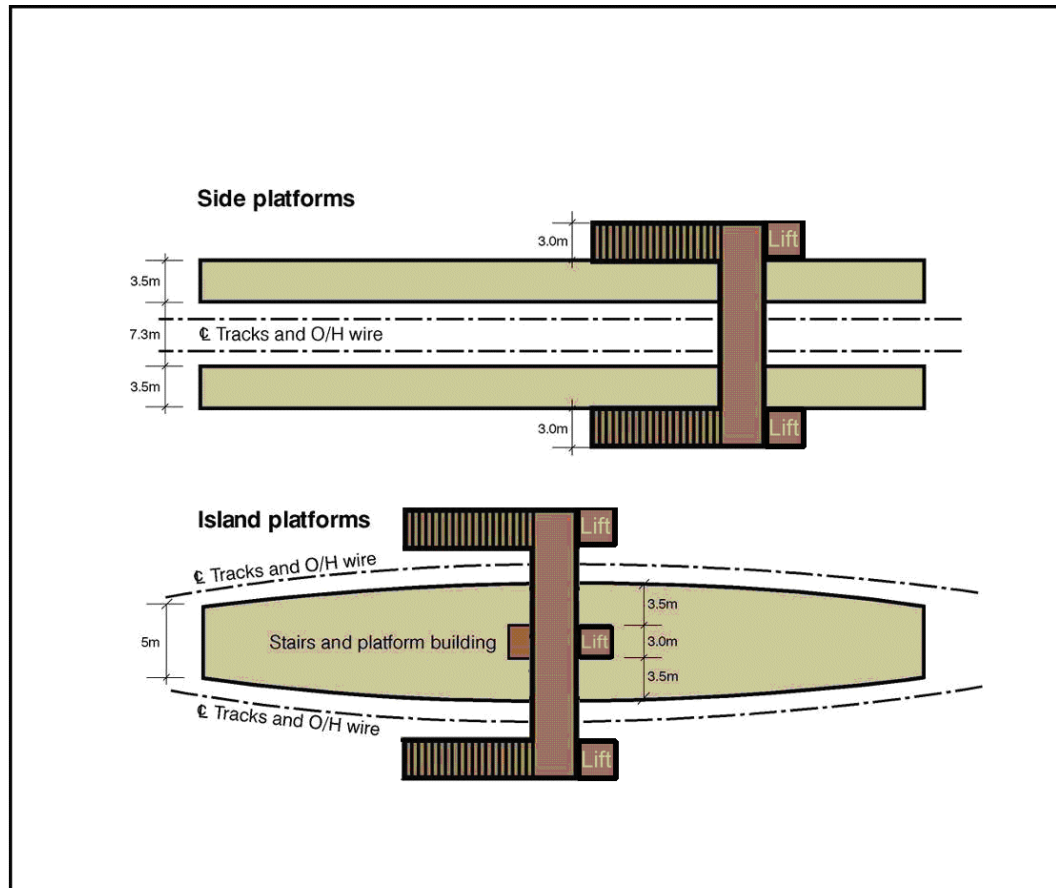 Side platforms
3.0m
Lift
3.5m
7.3m
℄ Tracks and O/H wire
3.5m
3.0m
Lift
Island platforms
Lift
℄ Tracks and O/H wire
3.5m
5m
Stairs and platform building
Lift
3.0m
3.5m
℄ Tracks and O/H wire
Lift